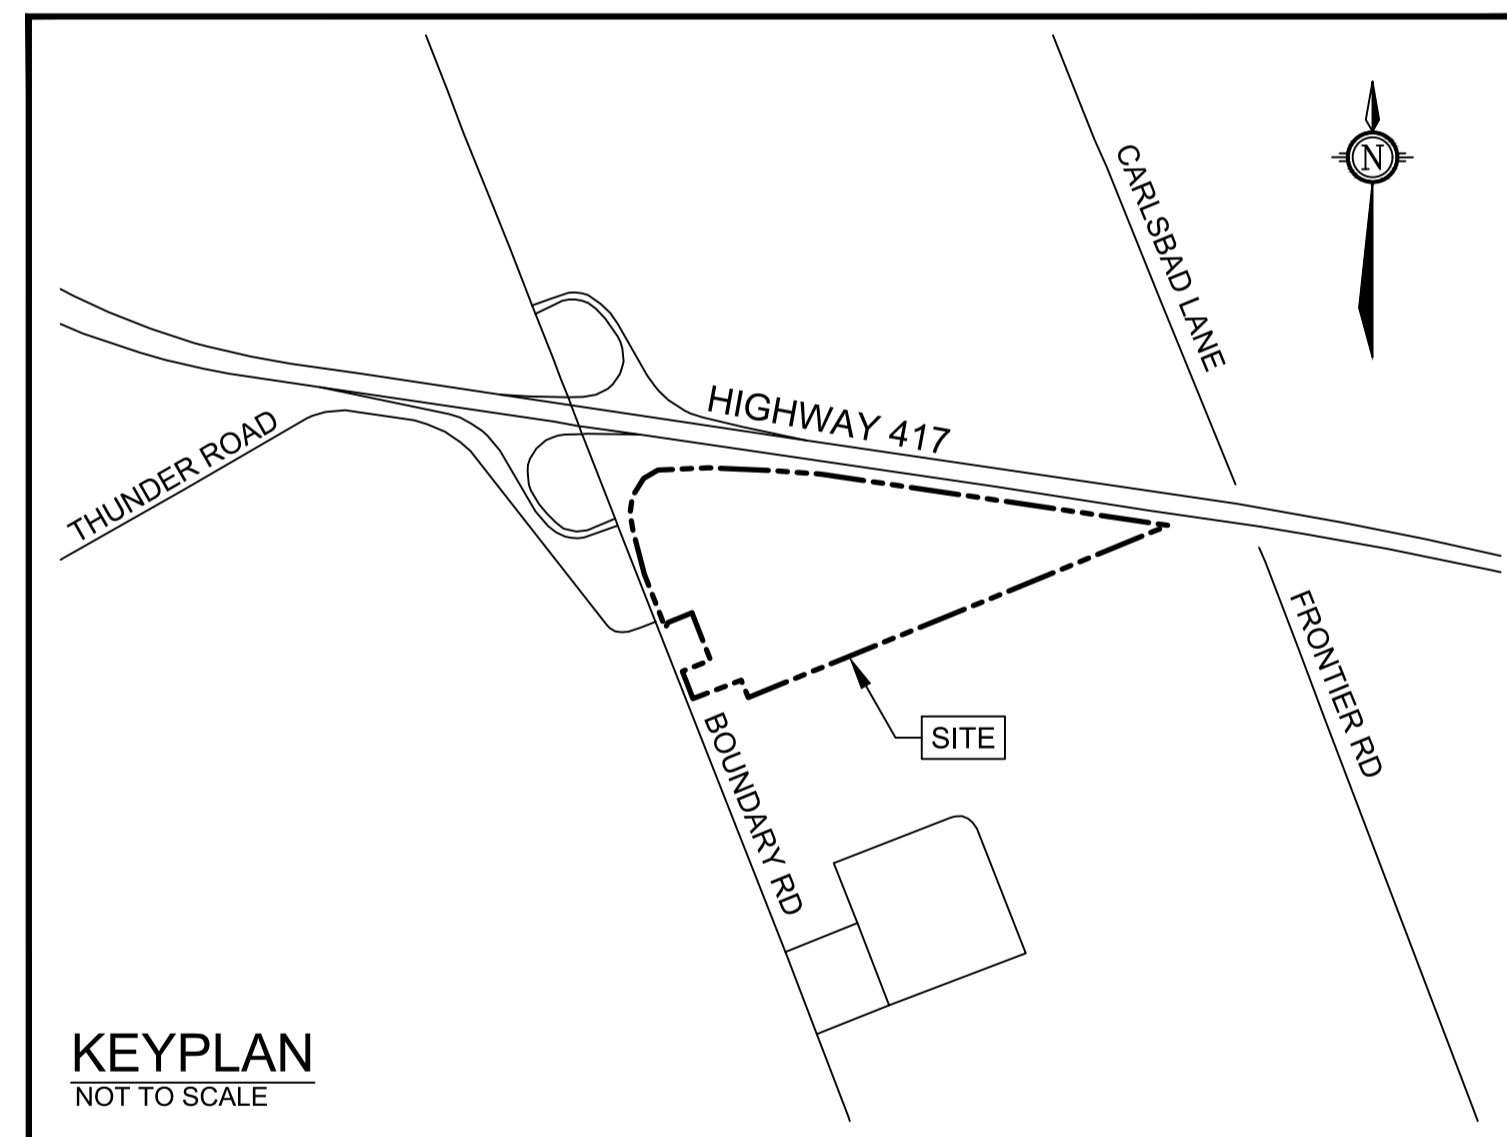 N
CARLSBAD LANE
HIGHWAY 417
THUNDER ROAD
FRONTIER RD
SITE
BOUNDARY RD
KEYPLAN
NOT TO SCALE